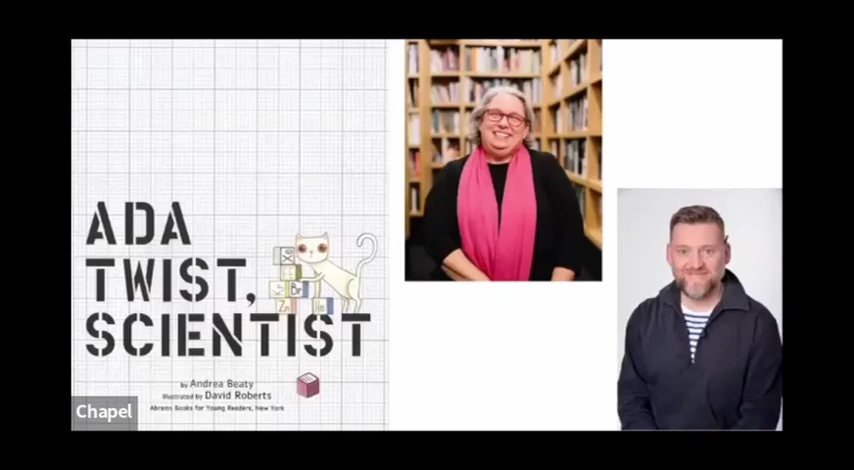 ADA
TWIST,
SCIENTIST
by Andrea Beaty
illustrated by David Roberts
Abrams Books for Young Readers, New York
Chapel